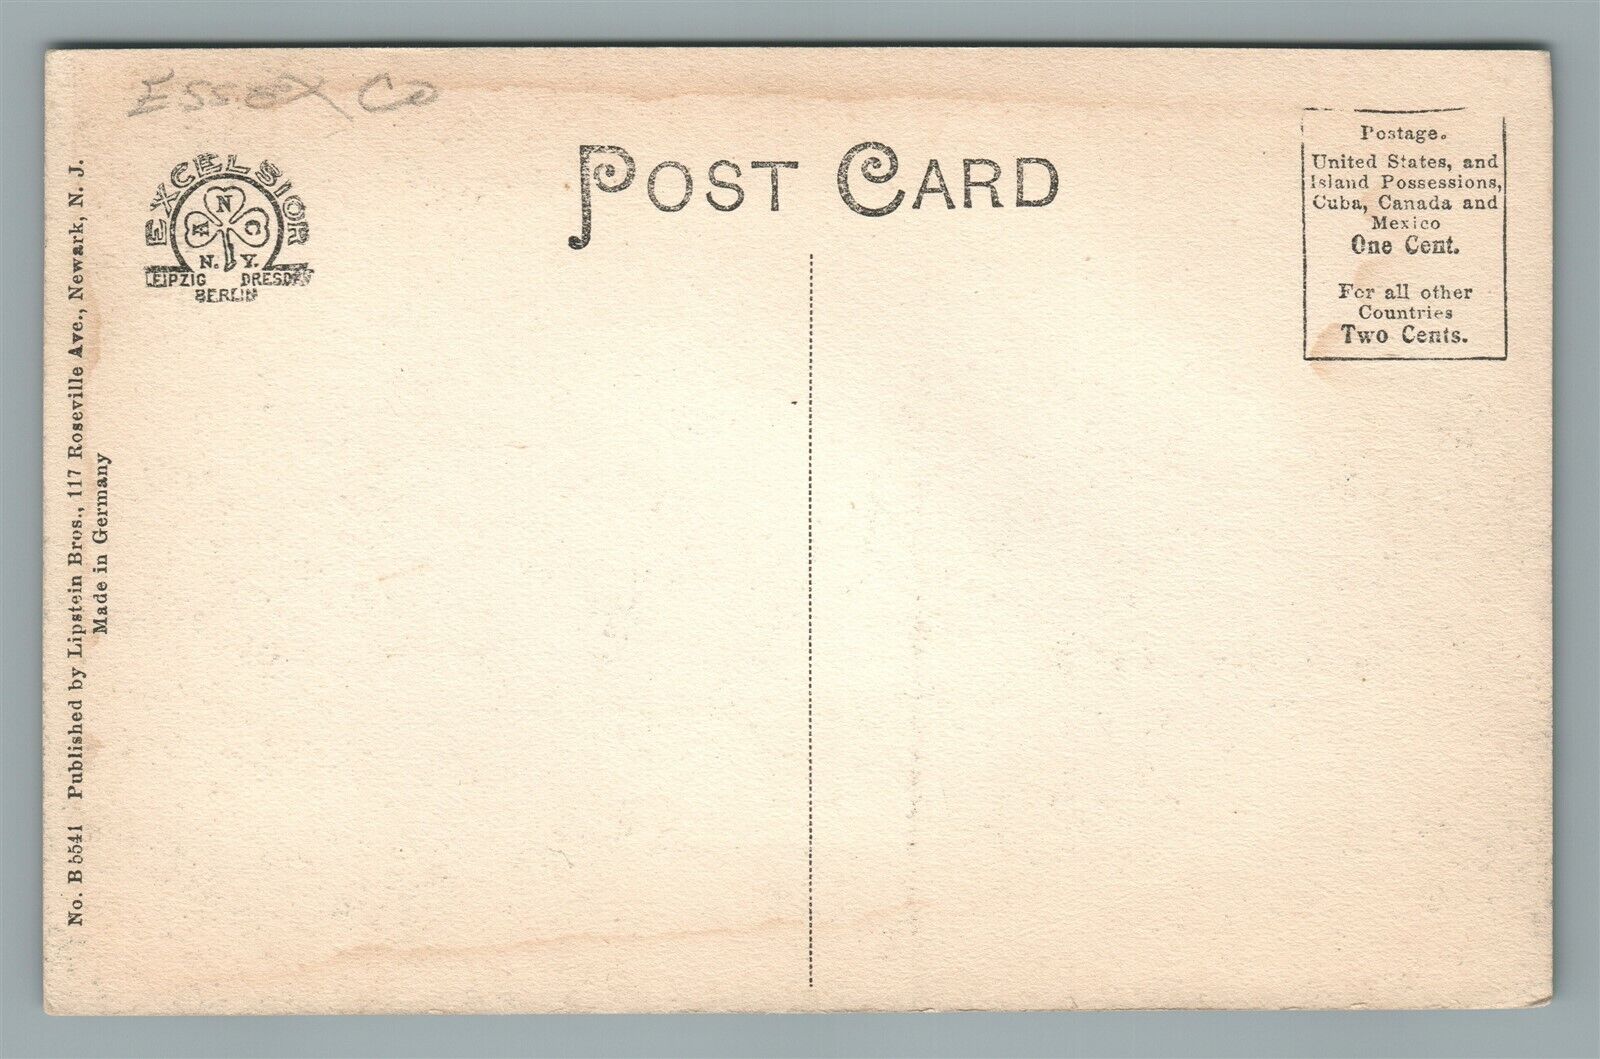 Essex Co
EXCELSIOR
A N C
N. Y.
LEIPZIG DRESDEN
BERLIN
POST CARD
Postage.
United States, and
Island Possessions,
Cuba, Canada and
Mexico
One Cent.
For all other
Countries
Two Cents.
No. B 5541 Published by Lipstein Bros., 117 Roseville Ave., Newark, N. J.
Made in Germany